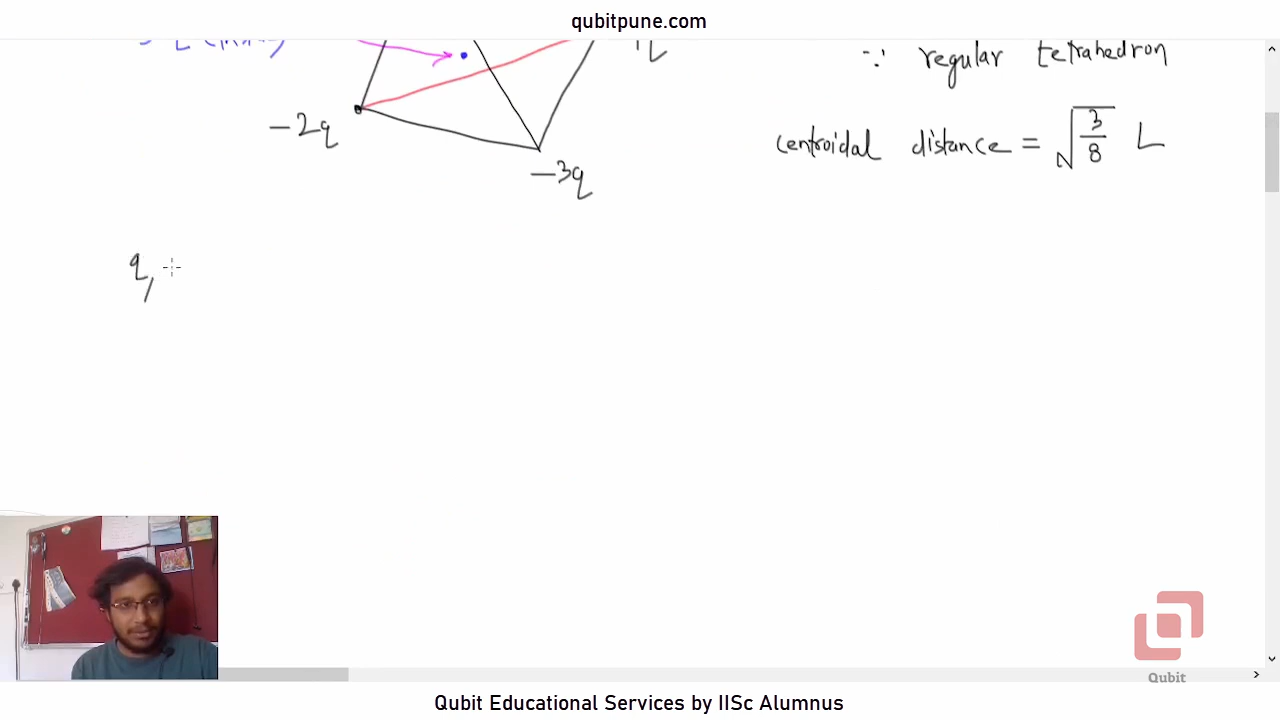 qubitpune.com
∵ regular tetrahedron
-2q
centroidal distance = √(3/8) L
-3q
q,
Qubit
Qubit Educational Services by IISc Alumnus